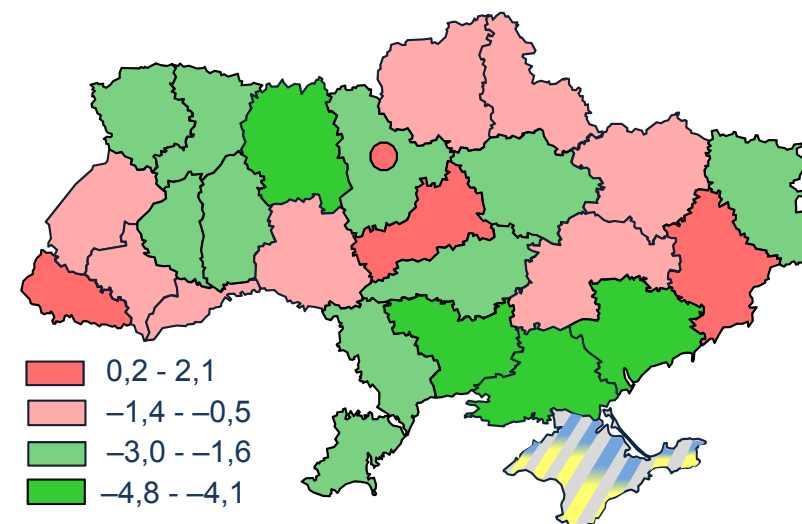 0,2 - 2,1
–1,4 - –0,5
–3,0 - –1,6
–4,8 - –4,1